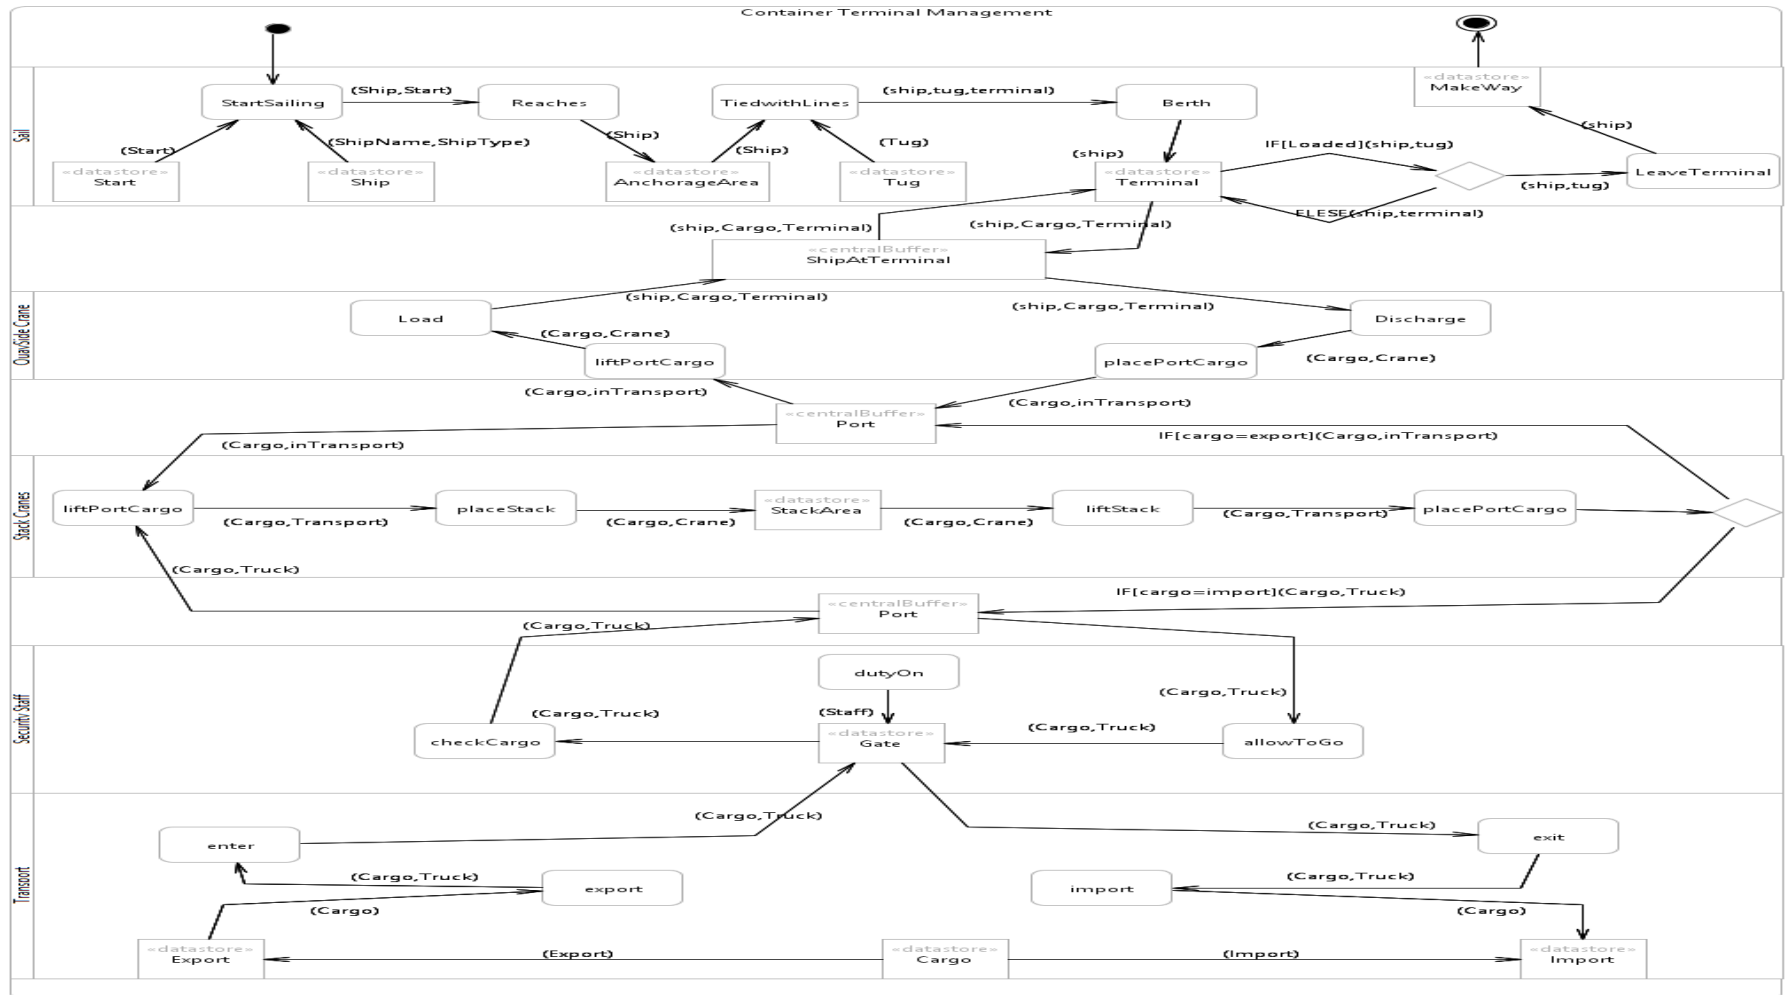 Container Terminal Management
Sail
«datastore»
MakeWay
StartSailing
(Ship,Start)
Reaches
TiedwithLines
(ship,tug,terminal)
Berth
(Start)
(ShipName,ShipType)
(Ship)
(Ship)
(Tug)
(ship)
IF[Loaded](ship,tug)
(ship)
«datastore»
Start
«datastore»
Ship
«datastore»
AnchorageArea
«datastore»
Tug
«datastore»
Terminal
(ship,tug)
LeaveTerminal
ELESE(ship,terminal)
(ship,Cargo,Terminal)
(ship,Cargo,Terminal)
«centralBuffer»
ShipAtTerminal
QuaySide Crane
(ship,Cargo,Terminal)
(ship,Cargo,Terminal)
Load
Discharge
(Cargo,Crane)
liftPortCargo
placePortCargo
(Cargo,Crane)
(Cargo,inTransport)
(Cargo,inTransport)
«centralBuffer»
Port
(Cargo,inTransport)
IF[cargo=export](Cargo,inTransport)
Stack Cranes
liftPortCargo
(Cargo,Transport)
placeStack
(Cargo,Crane)
«datastore»
StackArea
(Cargo,Crane)
liftStack
(Cargo,Transport)
placePortCargo
(Cargo,Truck)
IF[cargo=import](Cargo,Truck)
«centralBuffer»
Port
(Cargo,Truck)
Security Staff
dutyOn
(Cargo,Truck)
(Cargo,Truck)
(Staff)
(Cargo,Truck)
checkCargo
«datastore»
Gate
allowToGo
Transport
(Cargo,Truck)
(Cargo,Truck)
enter
exit
(Cargo,Truck)
export
import
(Cargo,Truck)
(Cargo)
(Cargo)
«datastore»
Export
(Export)
«datastore»
Cargo
(Import)
«datastore»
Import